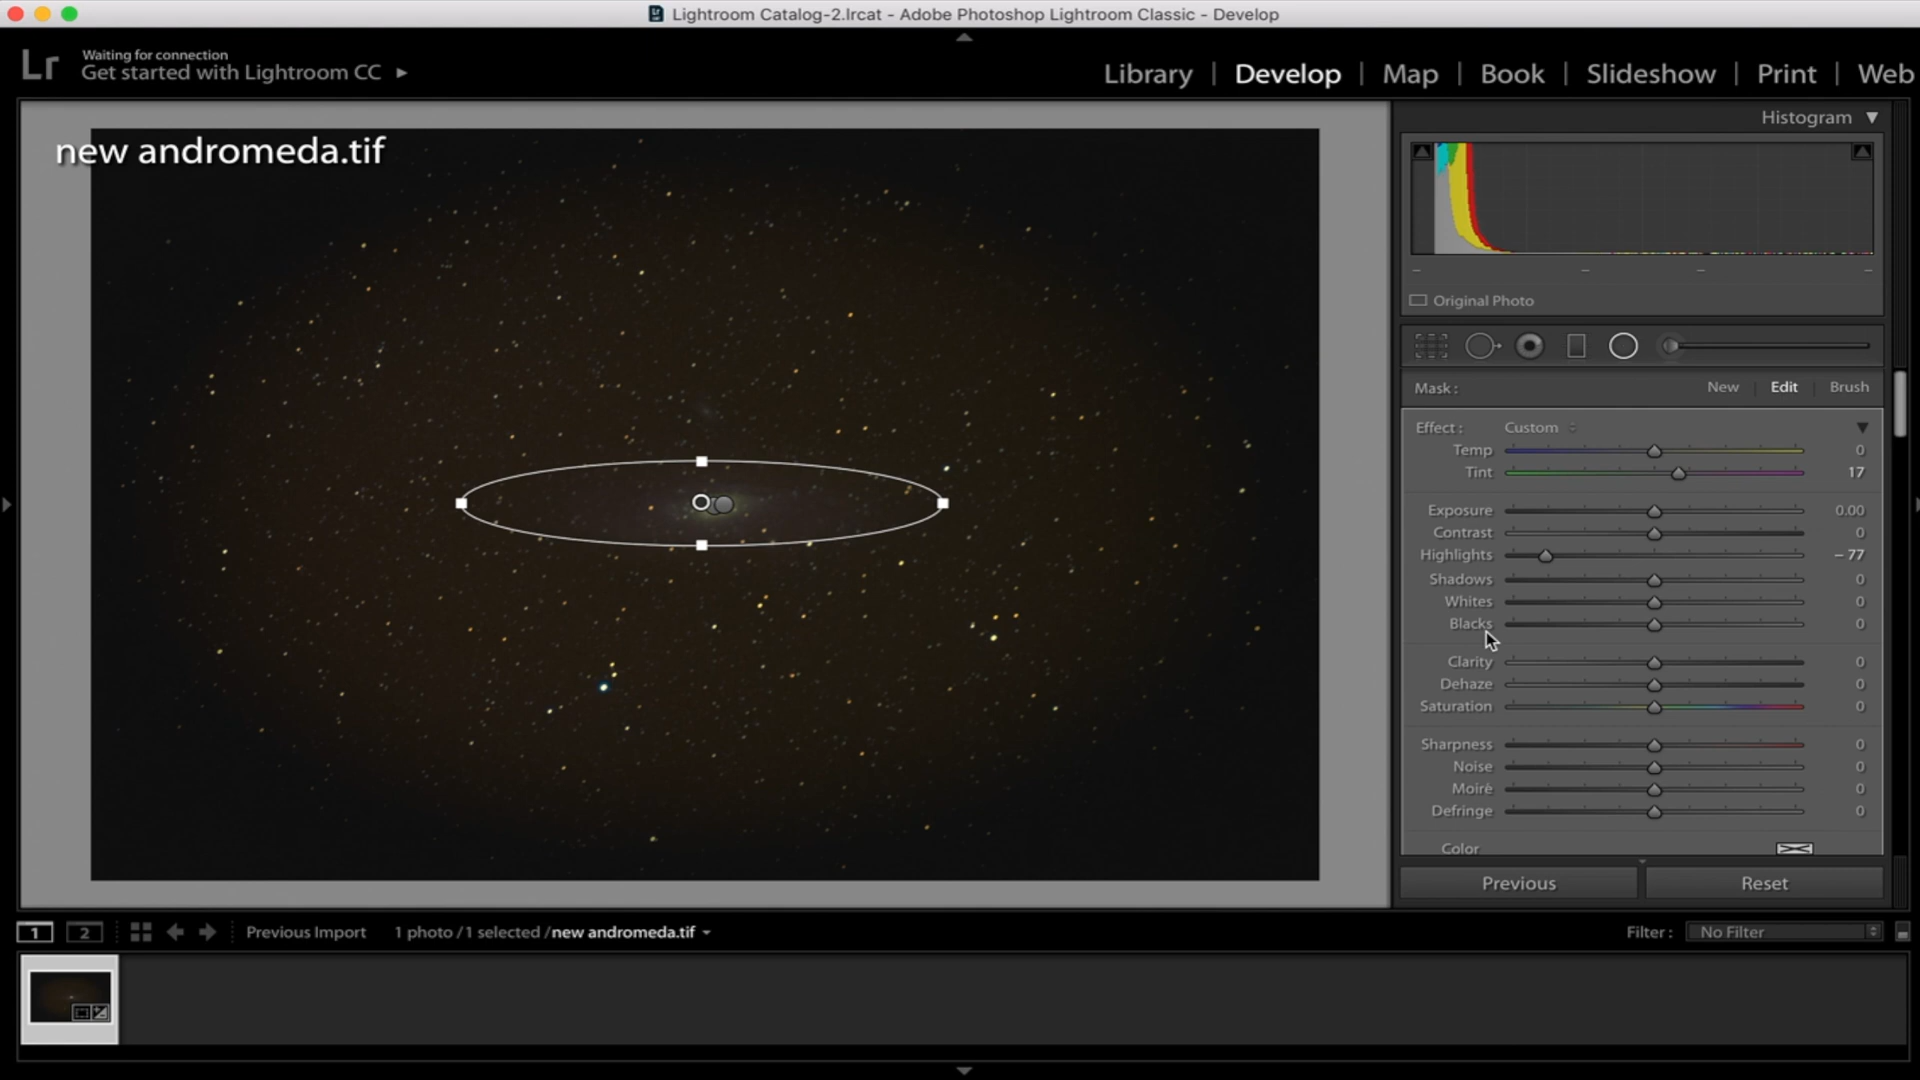 Lightroom Catalog-2.lrcat - Adobe Photoshop Lightroom Classic - Develop
Lr
Waiting for connection
Get started with Lightroom CC
Library | Develop | Map | Book | Slideshow | Print | Web
new andromeda.tif
Histogram
Original Photo
Mask : New Edit Brush
Effect : Custom
Temp 0
Tint 17
Exposure 0.00
Contrast 0
Highlights – 77
Shadows 0
Whites 0
Blacks 0
Clarity 0
Dehaze 0
Saturation 0
Sharpness 0
Noise 0
Moiré 0
Defringe 0
Color
Previous Reset
1 2 Previous Import 1 photo / 1 selected / new andromeda.tif Filter : No Filter